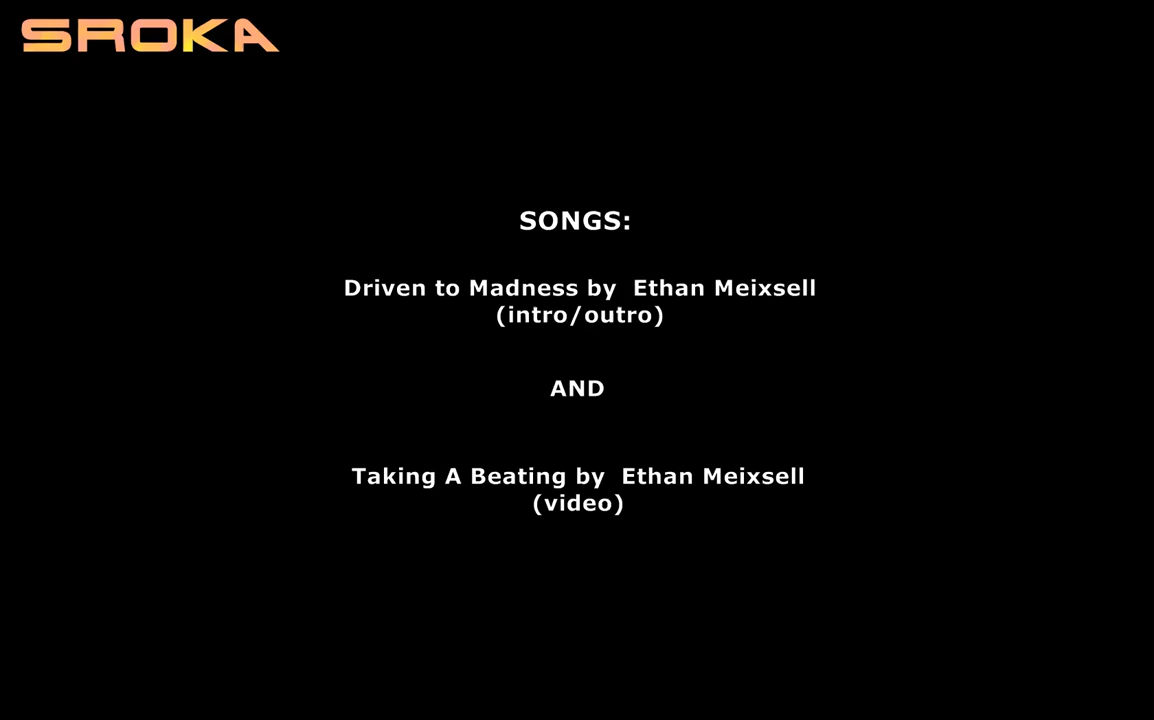 SROKA
SONGS:
Driven to Madness by  Ethan Meixsell
(intro/outro)
AND
Taking A Beating by  Ethan Meixsell
(video)